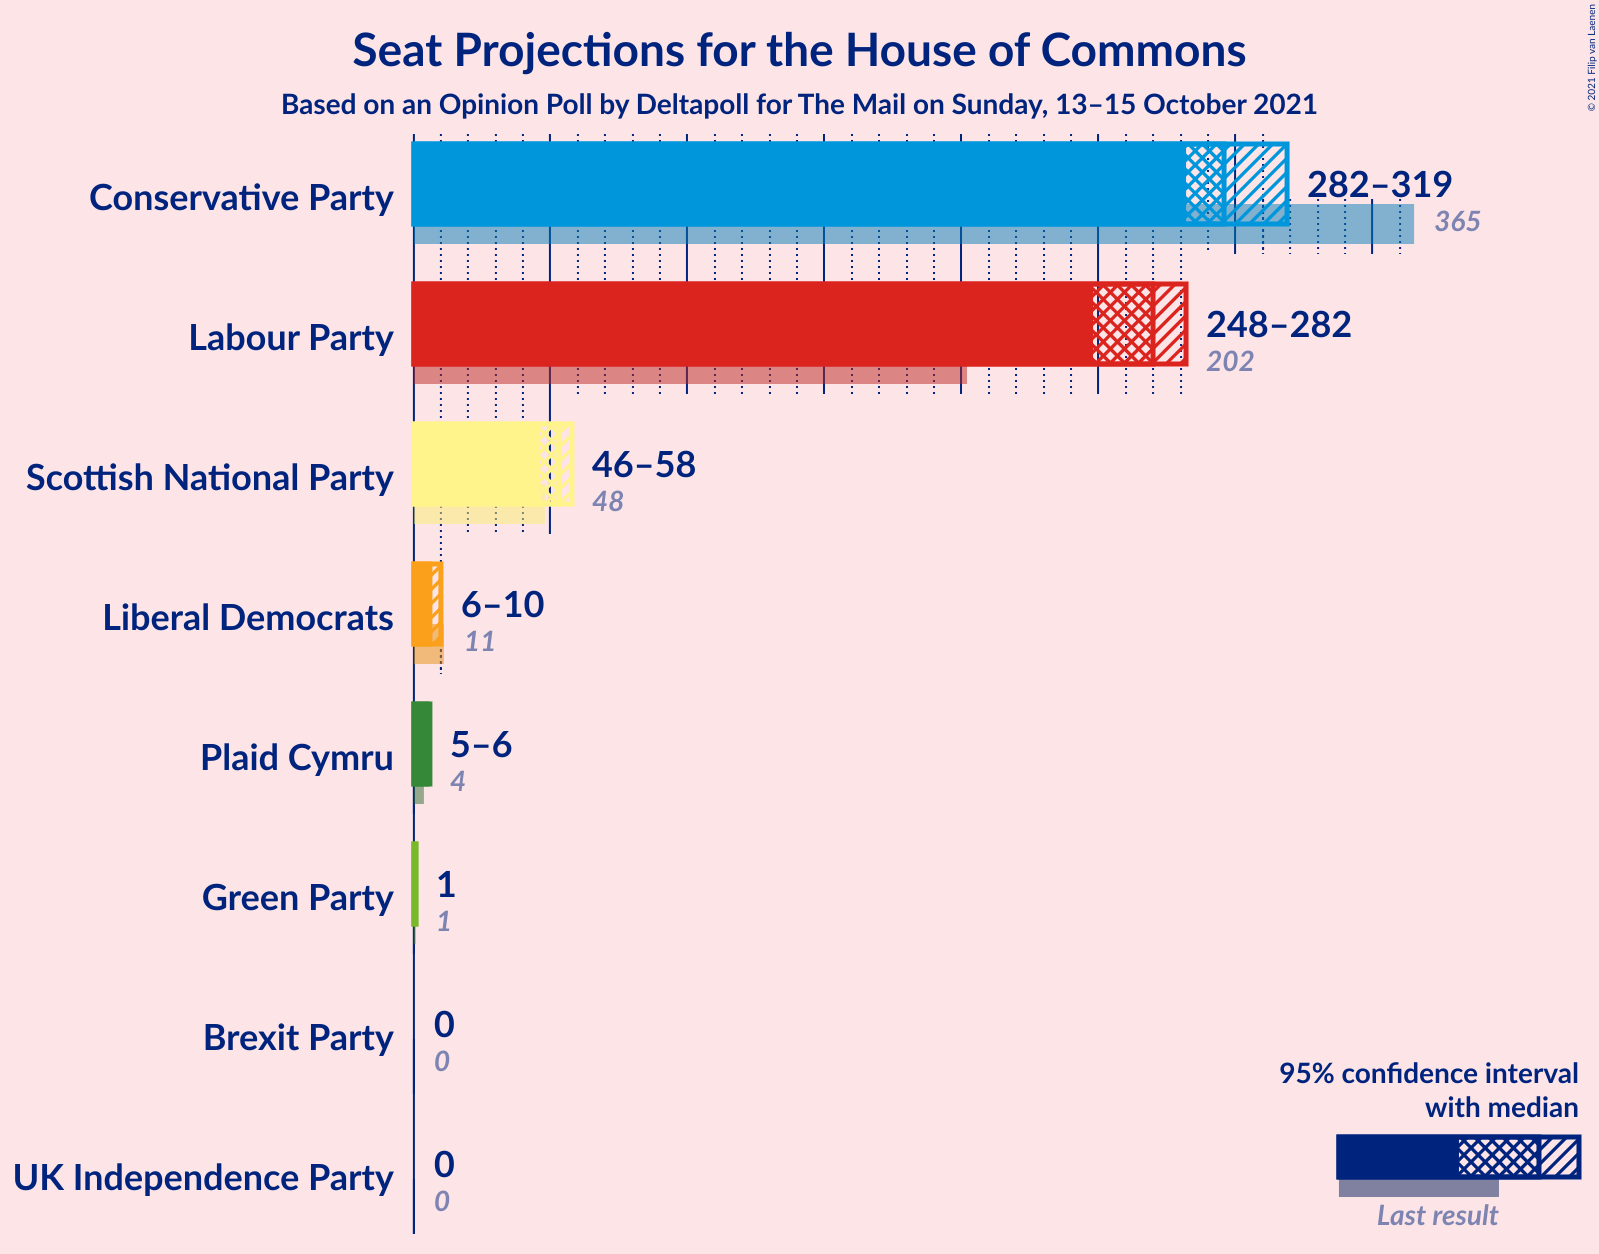 Seat Projections for the House of Commons
Based on an Opinion Poll by Deltapoll for The Mail on Sunday, 13–15 October 2021
© 2021 Filip van Laenen
Conservative Party
282–319
365
Labour Party
248–282
202
Scottish National Party
46–58
48
Liberal Democrats
6–10
11
Plaid Cymru
5–6
4
Green Party
1
1
Brexit Party
0
0
UK Independence Party
0
0
95% confidence interval
with median
Last result